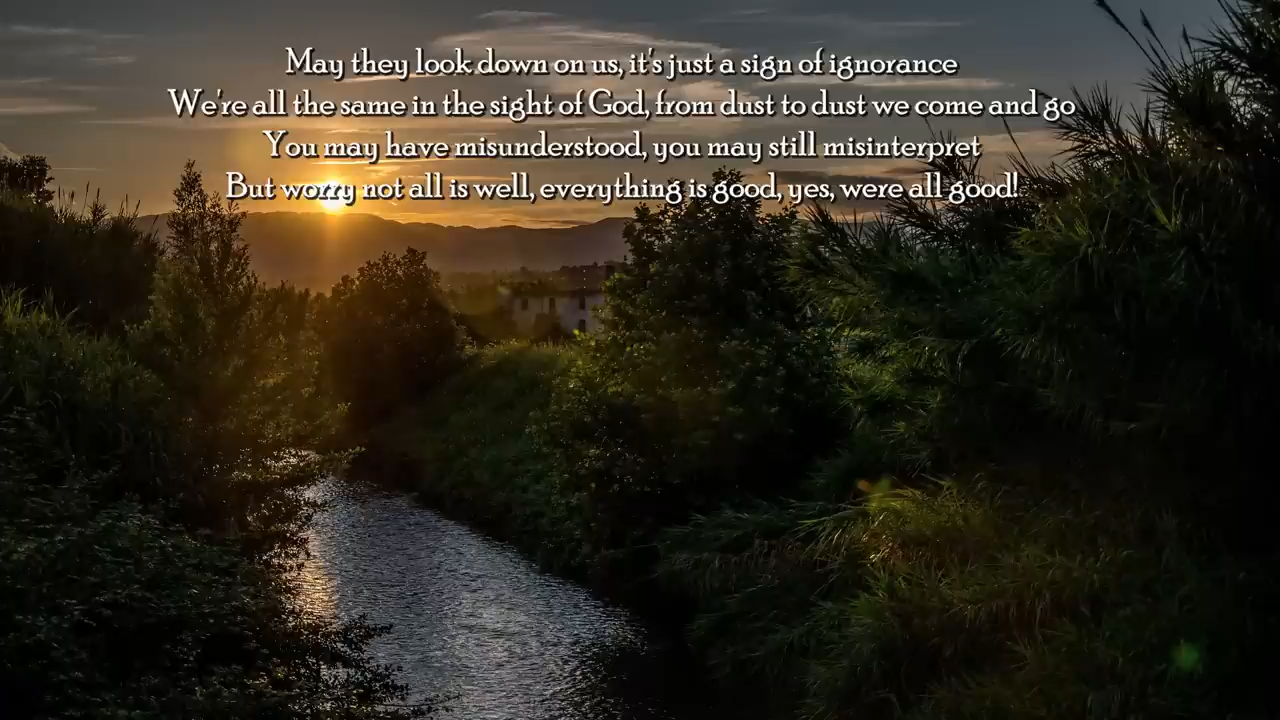 May they look down on us, it's just a sign of ignorance
We're all the same in the sight of God, from dust to dust we come and go
You may have misunderstood, you may still misinterpret
But worry not all is well, everything is good, yes, were all good!